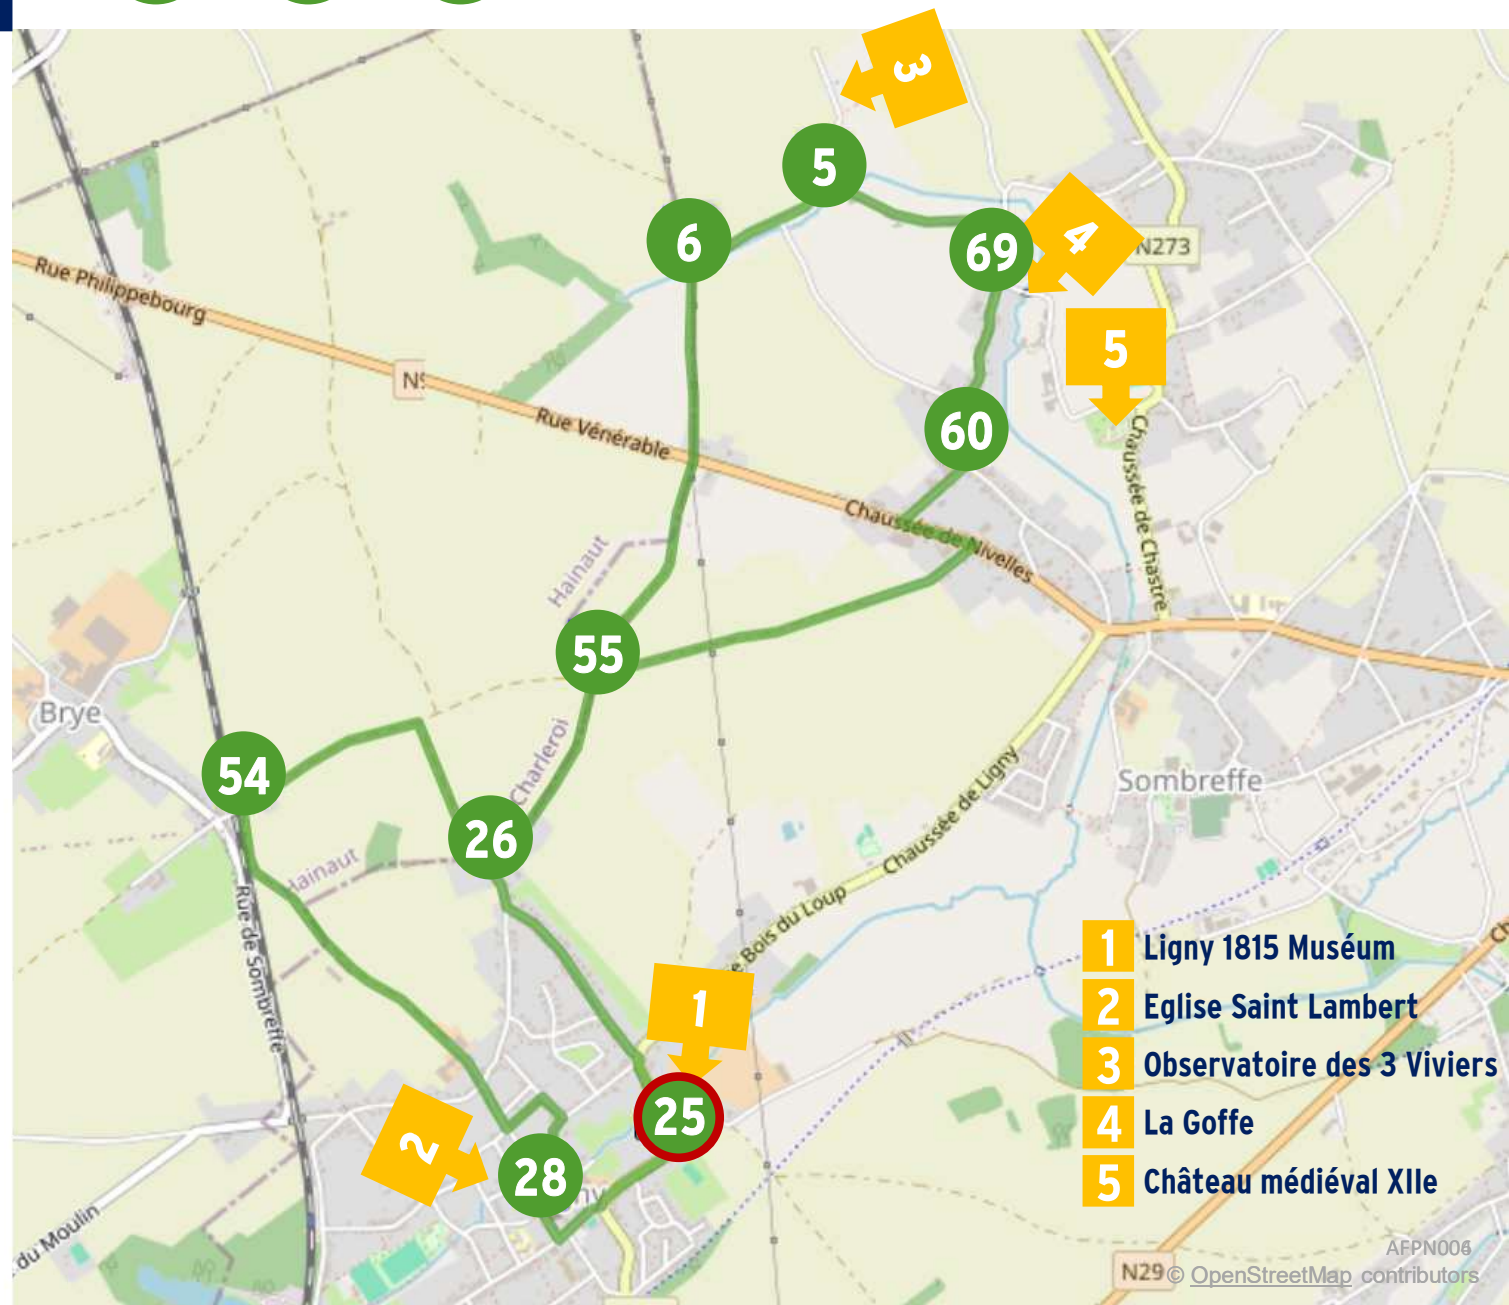 3
5
6
4
69
N273
Rue Philippebourg
5
Rue Vénérable
60
Chaussée de Chastre
Chaussée de Nivelles
Hainaut
55
Brye
54
Charleroi
Sombreffe
26
Chaussée de Ligny
Hainaut
Bois du Loup
Rue de Sombreffe
1
1 Ligny 1815 Muséum
2 Eglise Saint Lambert
3 Observatoire des 3 Viviers
4 La Goffe
5 Château médiéval XIIe
25
2
28
du Moulin
N29
© OpenStreetMap contributors